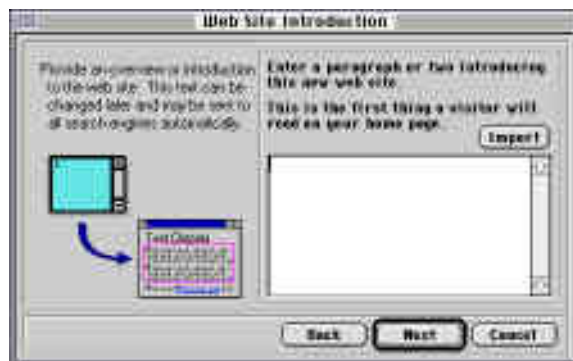 Web Site Introduction
Provide an overview or introduction
to the web site. This text can be
changed later and may be sent to
all search engines automatically.
Enter a paragraph or two introducing
this new web site.
This is the first thing a visitor will
read on your home page.
Import
Back
Next
Cancel